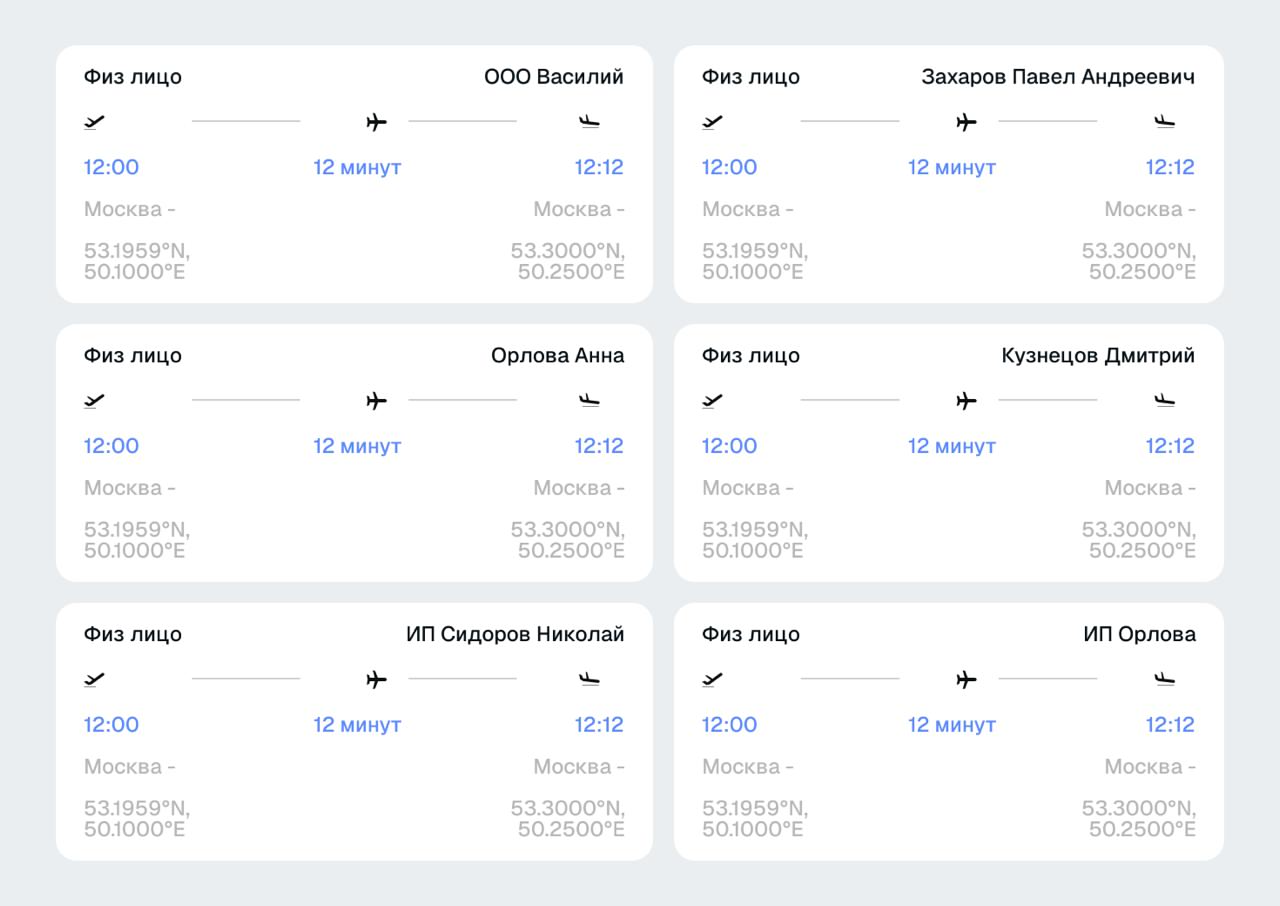 Физ лицо ООО Василий
12:00 12 минут 12:12
Москва - Москва -
53.1959°N, 53.3000°N,
50.1000°E 50.2500°E
Физ лицо Захаров Павел Андреевич
12:00 12 минут 12:12
Москва - Москва -
53.1959°N, 53.3000°N,
50.1000°E 50.2500°E
Физ лицо Орлова Анна
12:00 12 минут 12:12
Москва - Москва -
53.1959°N, 53.3000°N,
50.1000°E 50.2500°E
Физ лицо Кузнецов Дмитрий
12:00 12 минут 12:12
Москва - Москва -
53.1959°N, 53.3000°N,
50.1000°E 50.2500°E
Физ лицо ИП Сидоров Николай
12:00 12 минут 12:12
Москва - Москва -
53.1959°N, 53.3000°N,
50.1000°E 50.2500°E
Физ лицо ИП Орлова
12:00 12 минут 12:12
Москва - Москва -
53.1959°N, 53.3000°N,
50.1000°E 50.2500°E